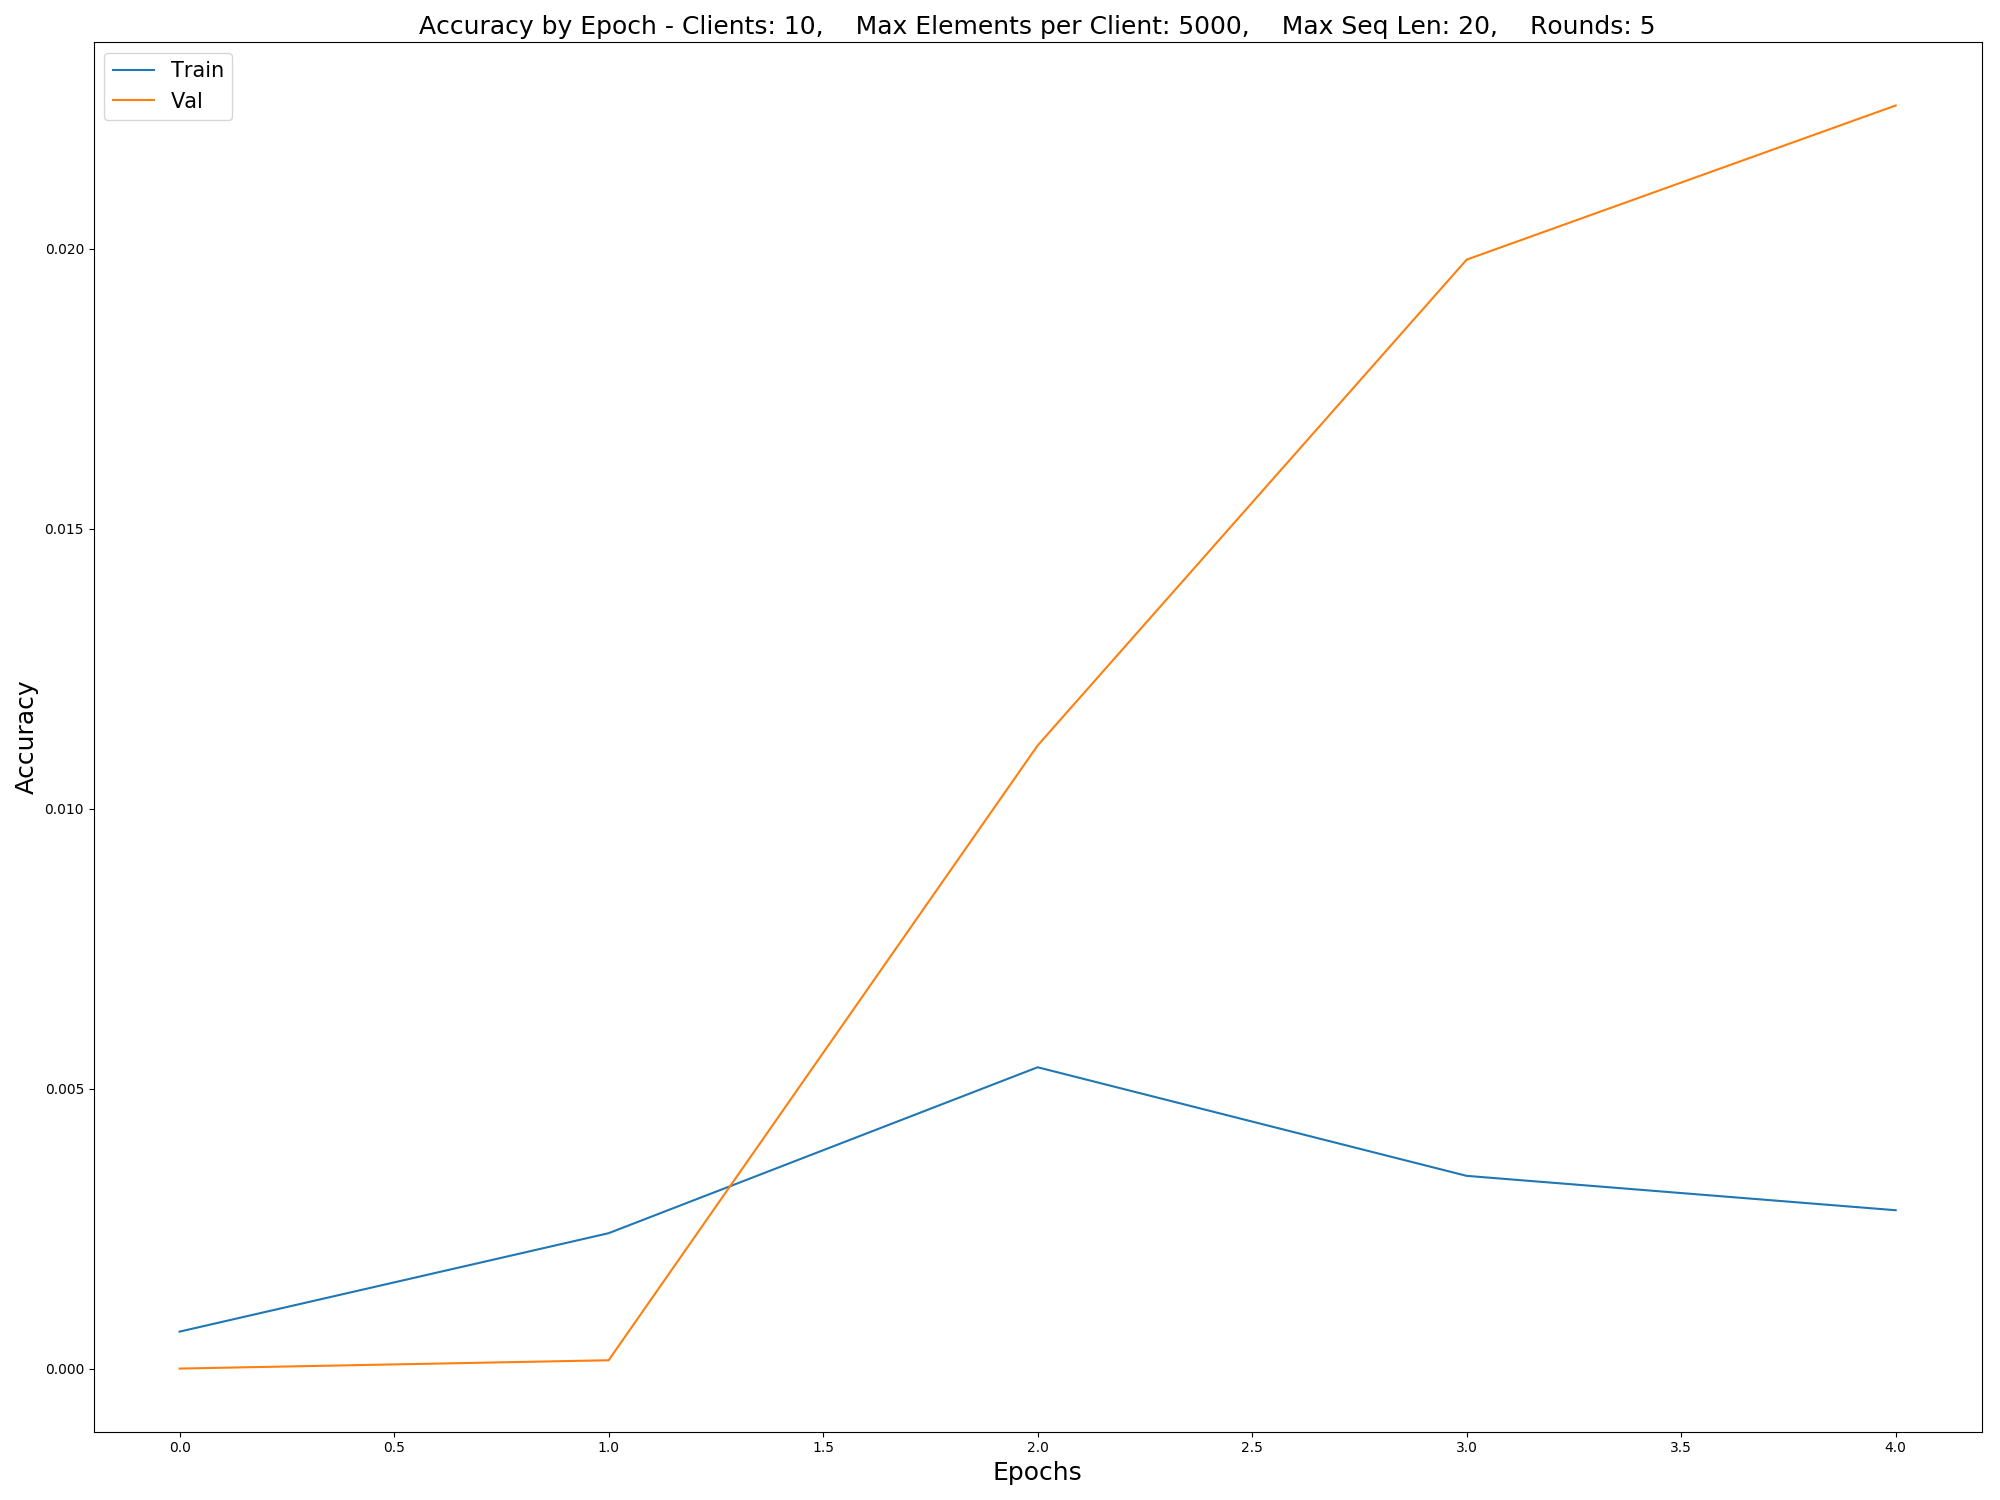 Accuracy by Epoch - Clients: 10,    Max Elements per Client: 5000,    Max Seq Len: 20,    Rounds: 5
Train
Val
0.020
0.015
0.010
0.005
0.000
Accuracy
0.0 0.5 1.0 1.5 2.0 2.5 3.0 3.5 4.0
Epochs